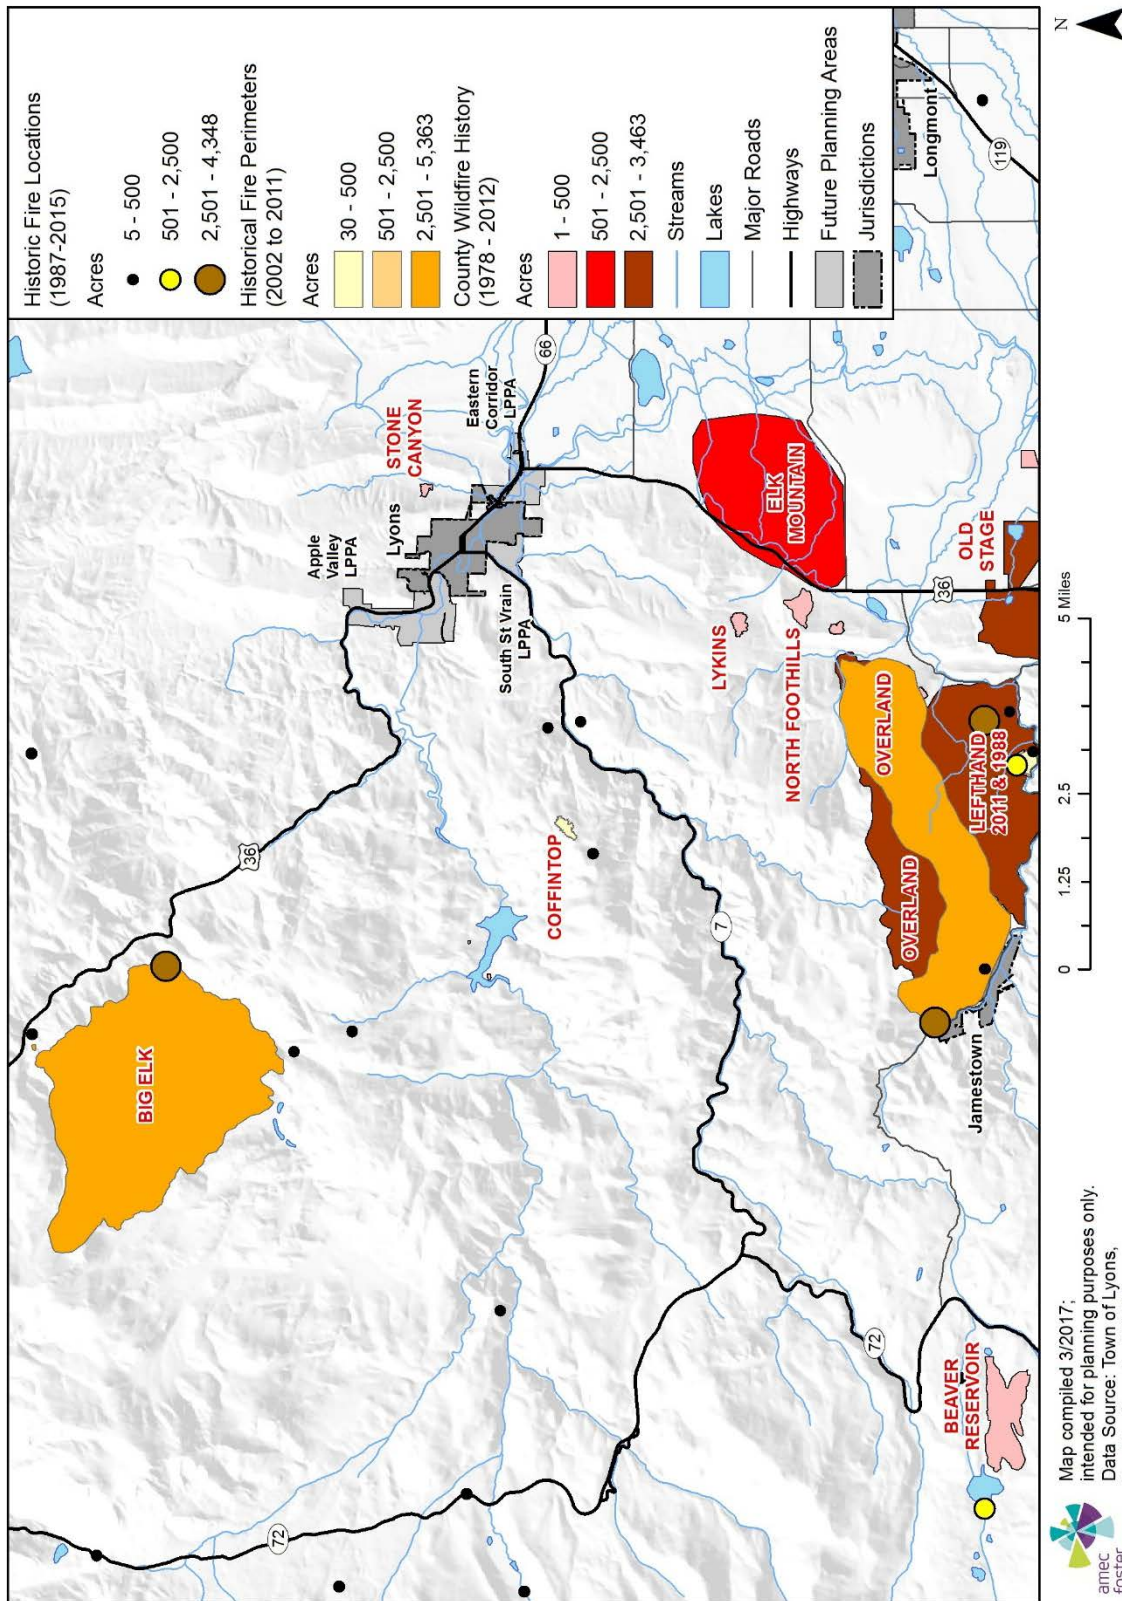 Historic Fire Locations
(1987-2015)
Acres
5 - 500
501 - 2,500
2,501 - 4,348
Historical Fire Perimeters
(2002 to 2011)
Acres
30 - 500
501 - 2,500
2,501 - 5,363
County Wildfire History
(1978 - 2012)
Acres
1 - 500
501 - 2,500
2,501 - 3,463
Streams
Lakes
Major Roads
Highways
Future Planning Areas
Jurisdictions
BIG ELK
36
72
Apple
Valley
LPPA
Lyons
STONE
CANYON
Eastern
Corridor
LPPA
66
South St Vrain
LPPA
COFFINTOP
7
72
LYKINS
NORTH FOOTHILLS
ELK
MOUNTAIN
OVERLAND
OVERLAND
LEFTHAND
2011 & 1988
OLD
STAGE
36
Jamestown
BEAVER
RESERVOIR
Longmont
119
0 1.25 2.5 5 Miles
N
amec
foster
Map compiled 3/2017;
intended for planning purposes only.
Data Source: Town of Lyons,